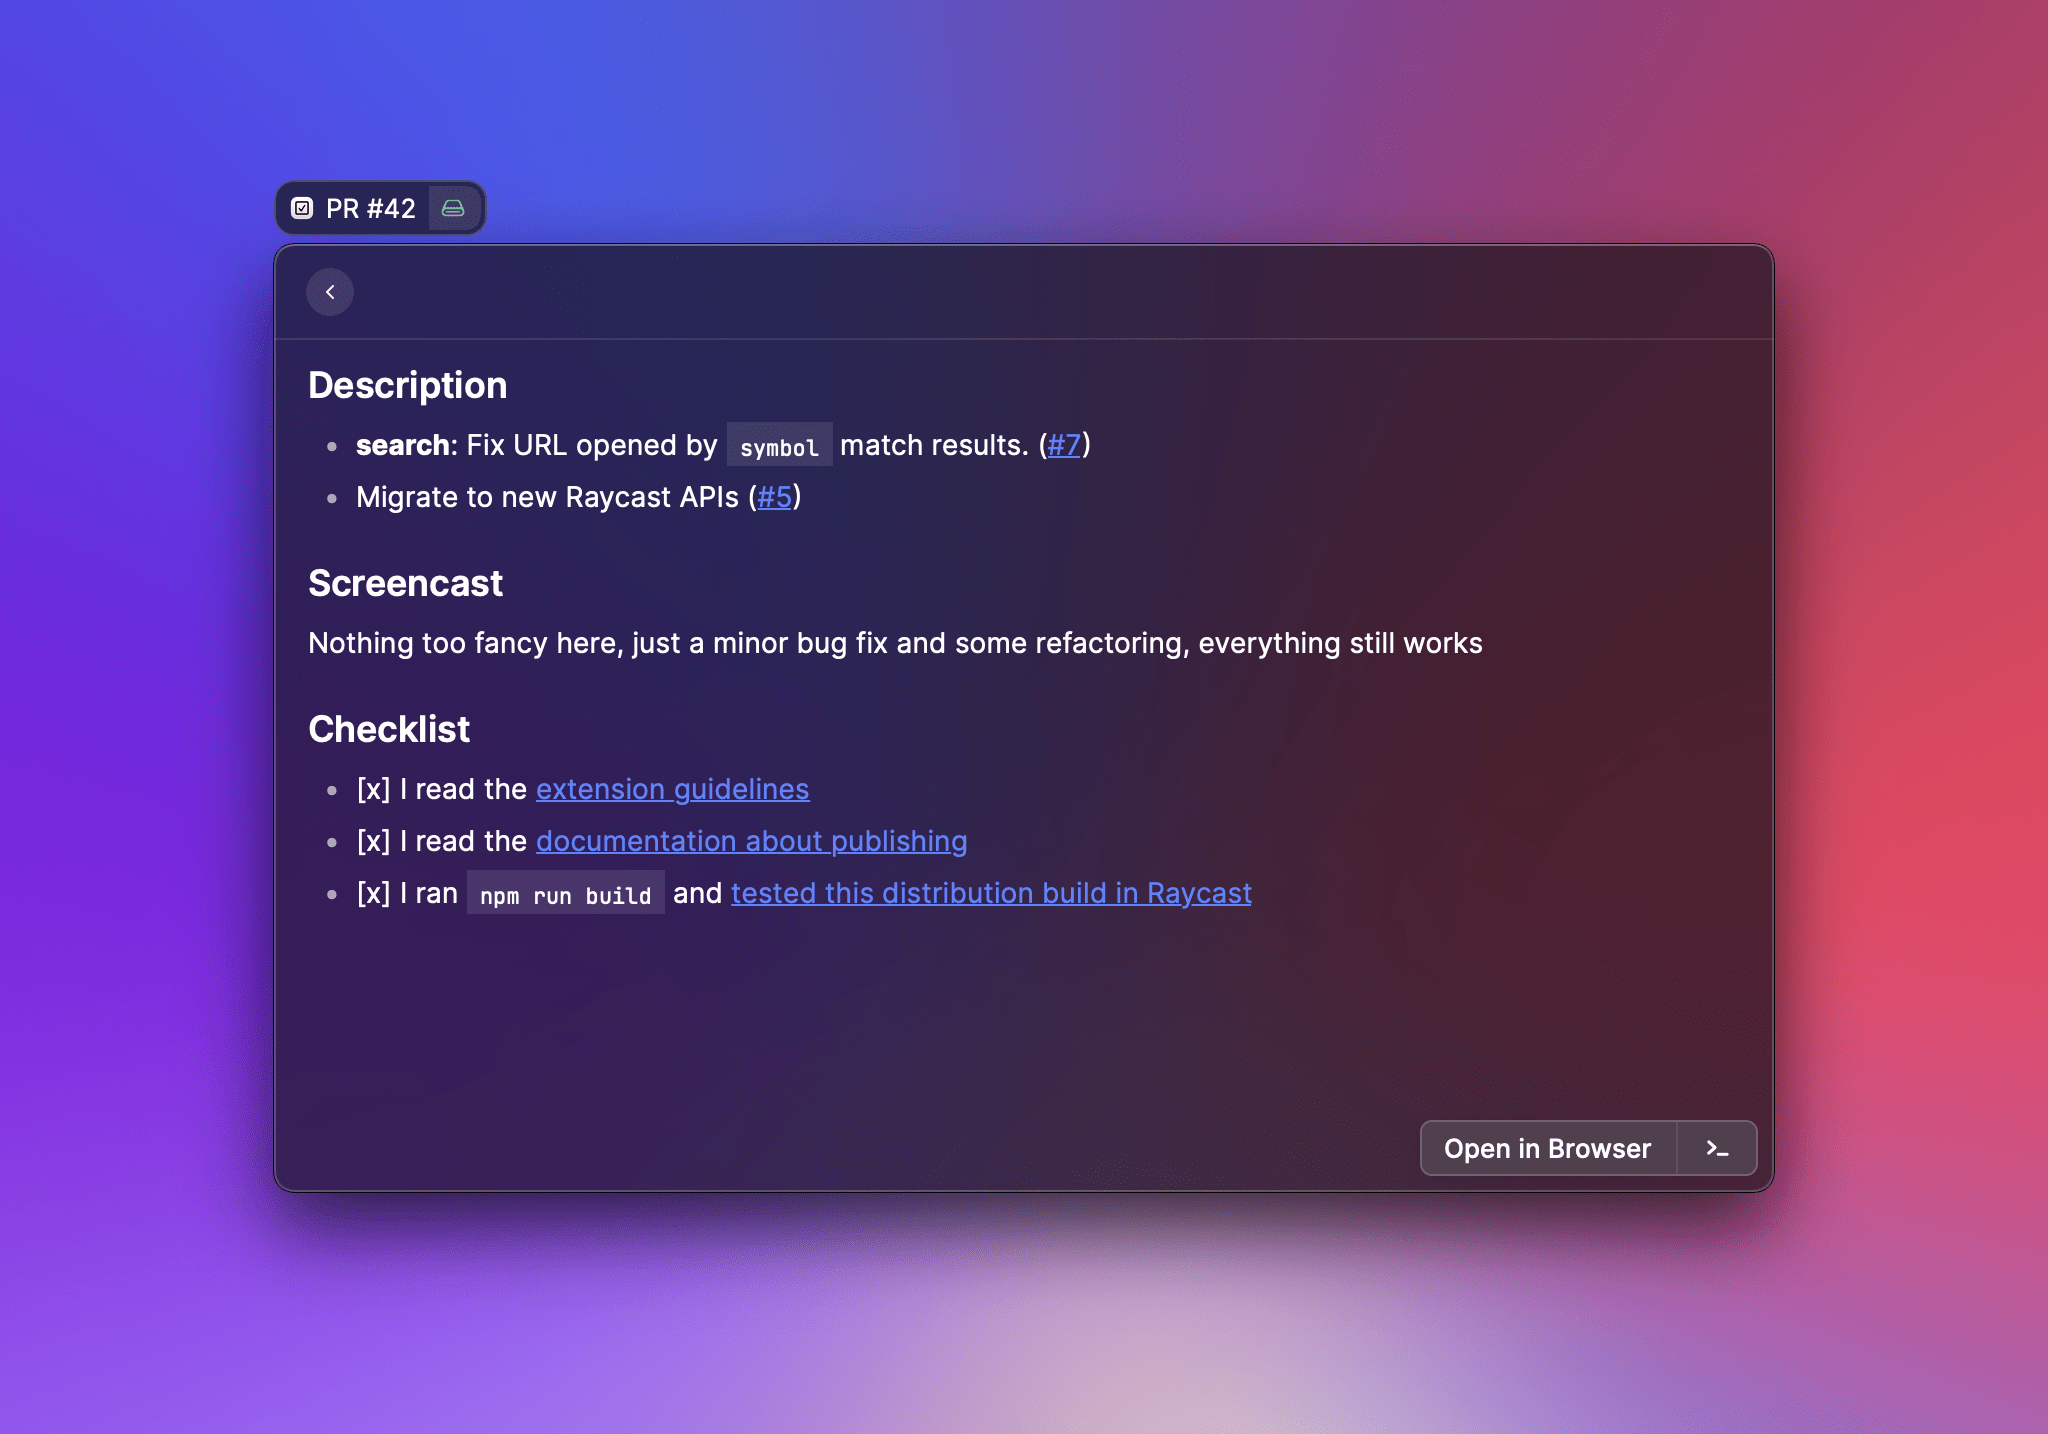 PR #42
Description
search: Fix URL opened by symbol match results. (#7)
Migrate to new Raycast APIs (#5)
Screencast
Nothing too fancy here, just a minor bug fix and some refactoring, everything still works
Checklist
[x] I read the extension guidelines
[x] I read the documentation about publishing
[x] I ran npm run build and tested this distribution build in Raycast
Open in Browser